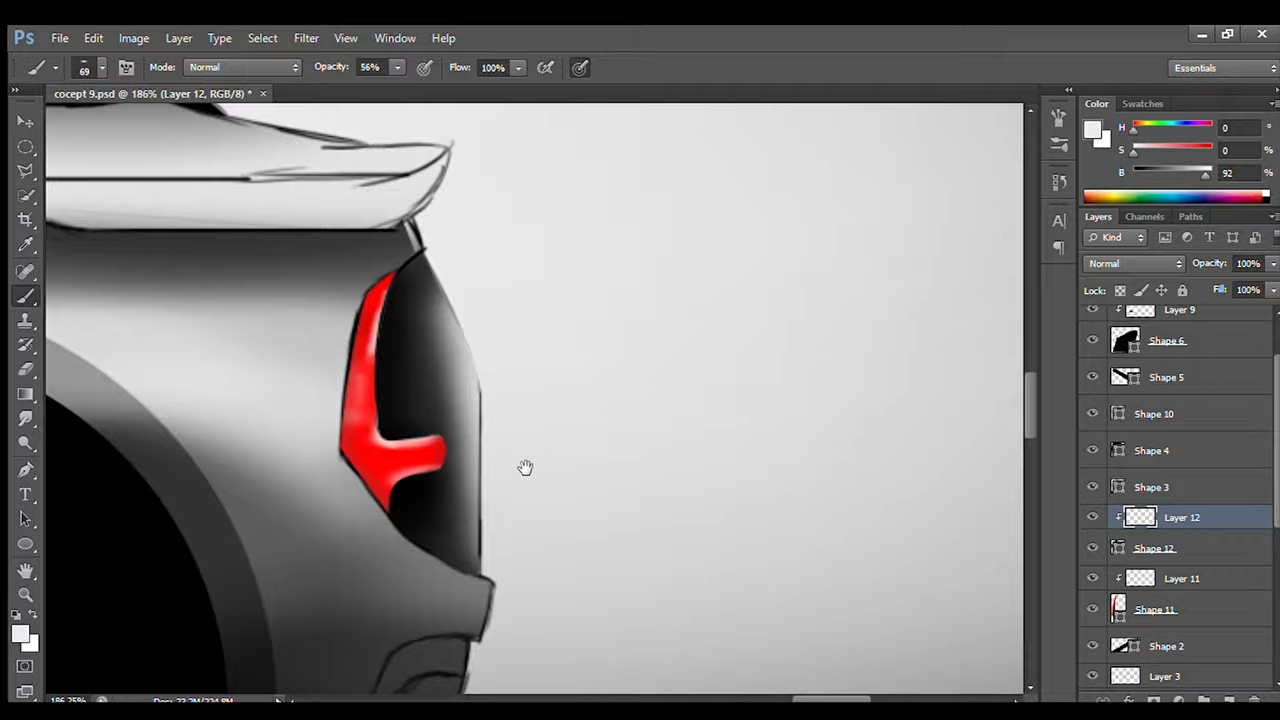 Ps File Edit Image Layer Type Select Filter View Window Help
69 Mode: Normal Opacity: 56% Flow: 100% Essentials
cocept 9.psd @ 186% (Layer 12, RGB/8) *
Color Swatches
H 0 °
S 0 %
B 92 %
Layers Channels Paths
Kind
Normal Opacity: 100%
Lock: Fill: 100%
Layer 9
Shape 6
Shape 5
Shape 10
Shape 4
Shape 3
Layer 12
Shape 12
Layer 11
Shape 11
Shape 2
Layer 3